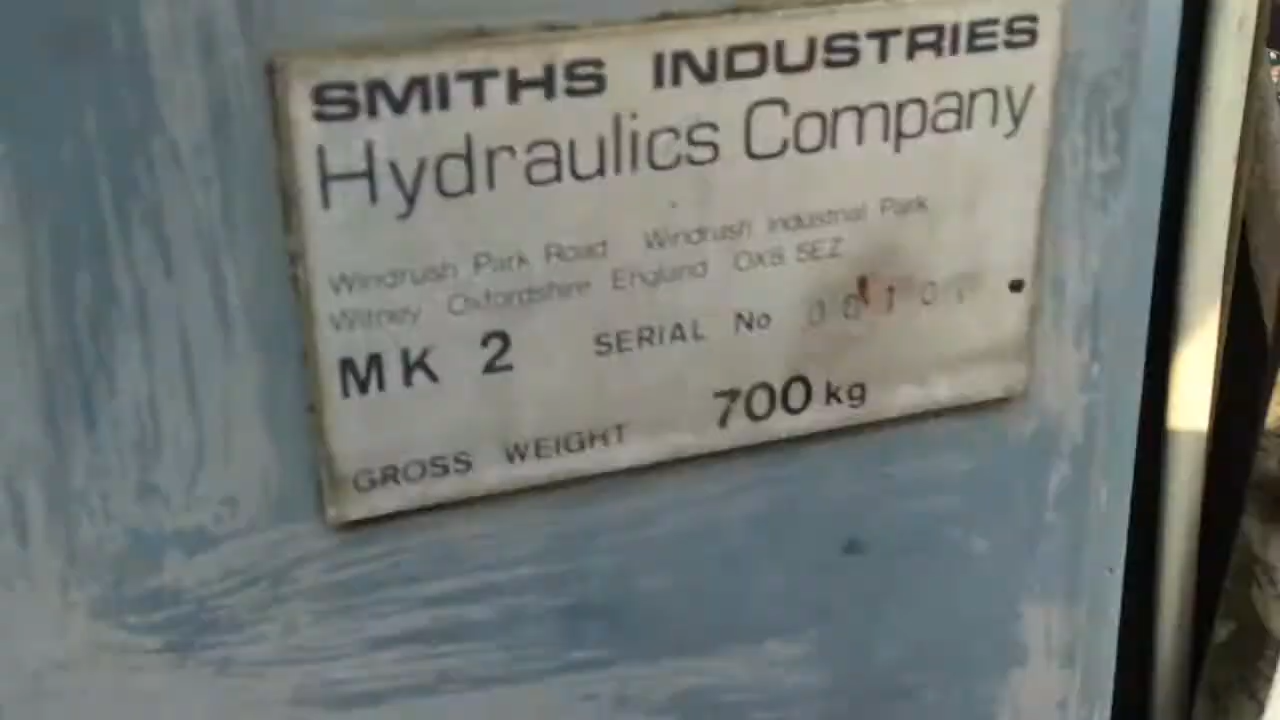 SMITHS INDUSTRIES
Hydraulics Company
Windrush Park Road Windrush Industrial Park
Witney Oxfordshire England OX8 5EZ
MK 2 SERIAL No
GROSS WEIGHT 700 kg